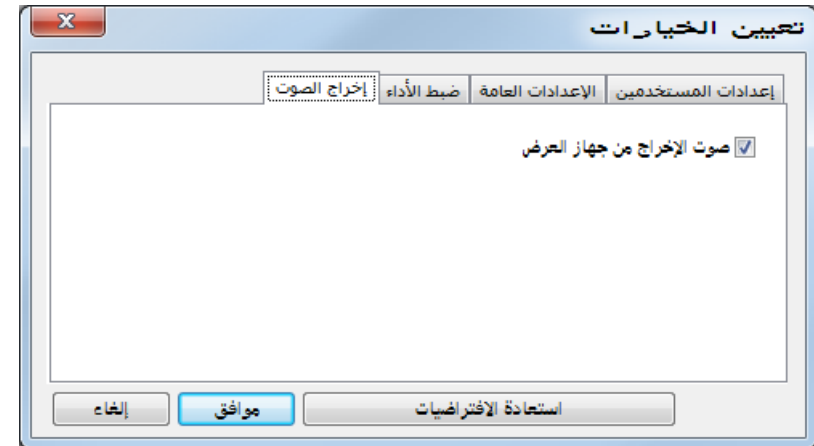 تعيين الخيارات
إعدادات المستخدمين الإعدادات العامة ضبط الأداء إخراج الصوت
صوت الإخراج من جهاز العرض
استعادة الافتراضيات موافق إلغاء